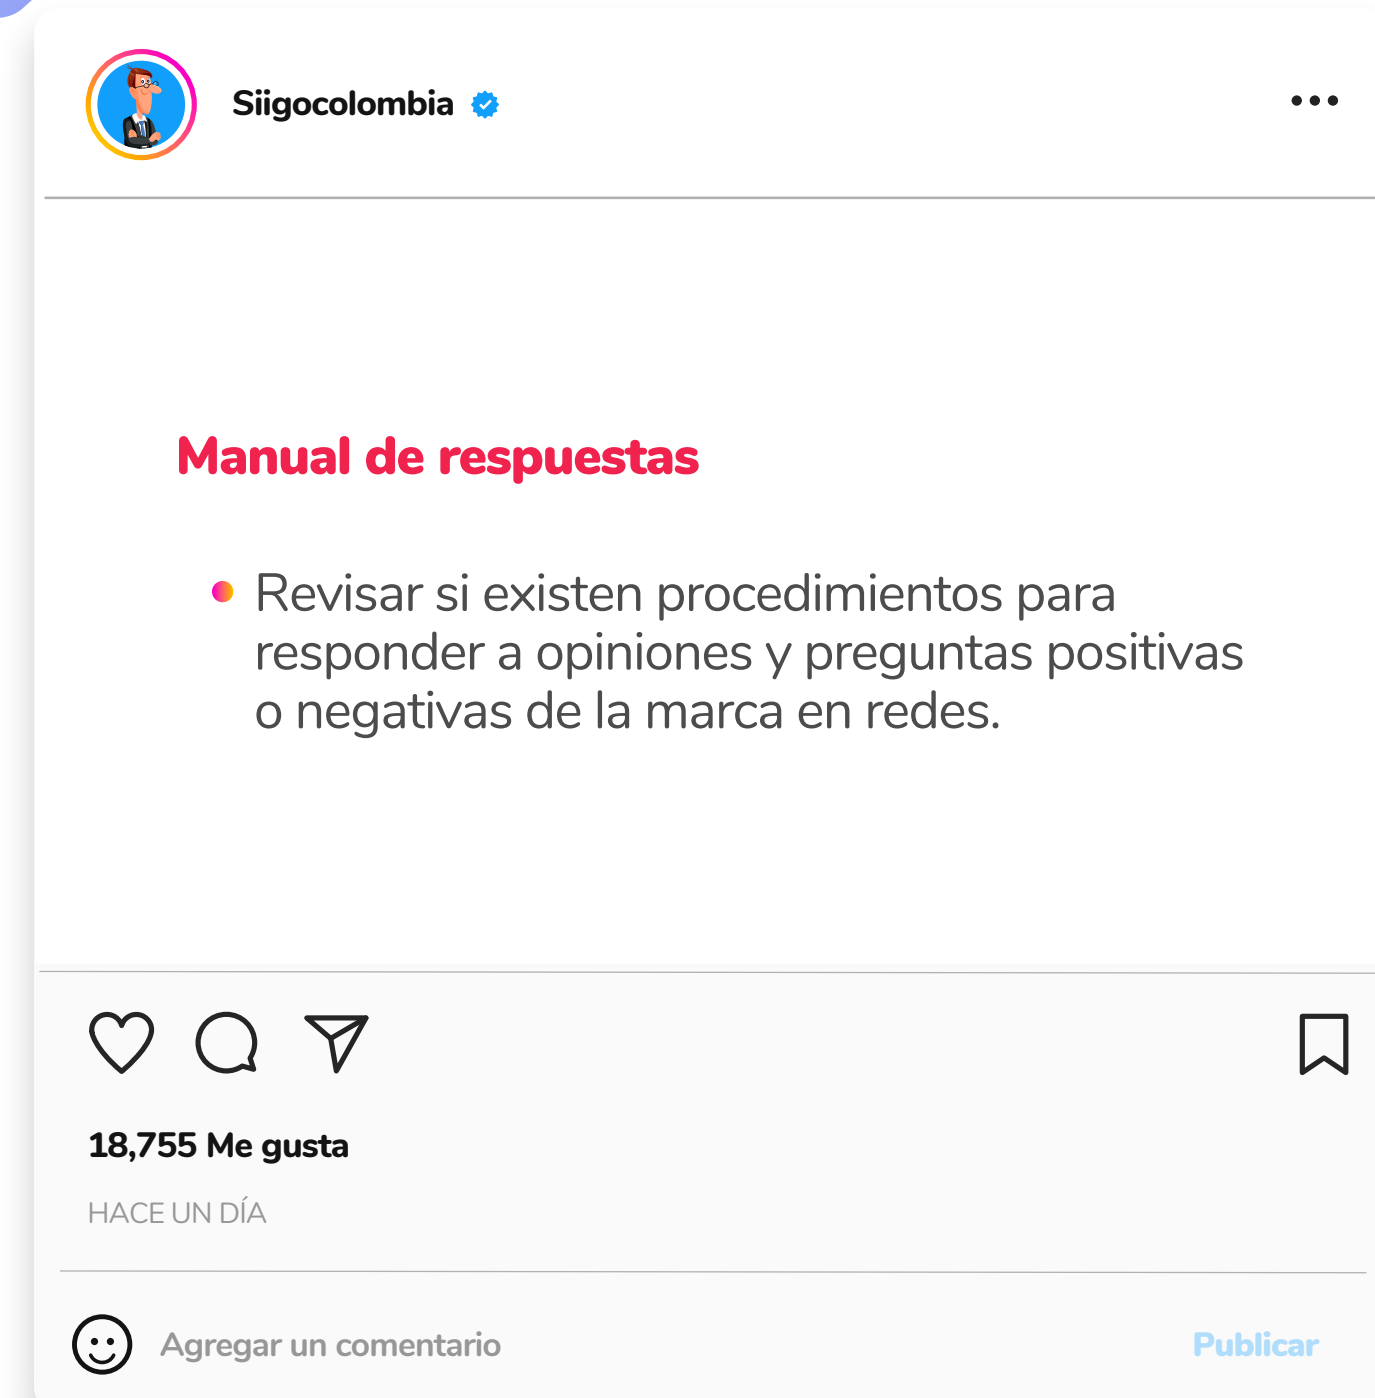 Siigocolombia
Manual de respuestas
Revisar si existen procedimientos para
responder a opiniones y preguntas positivas
o negativas de la marca en redes.
18,755 Me gusta
HACE UN DÍA
Agregar un comentario
Publicar